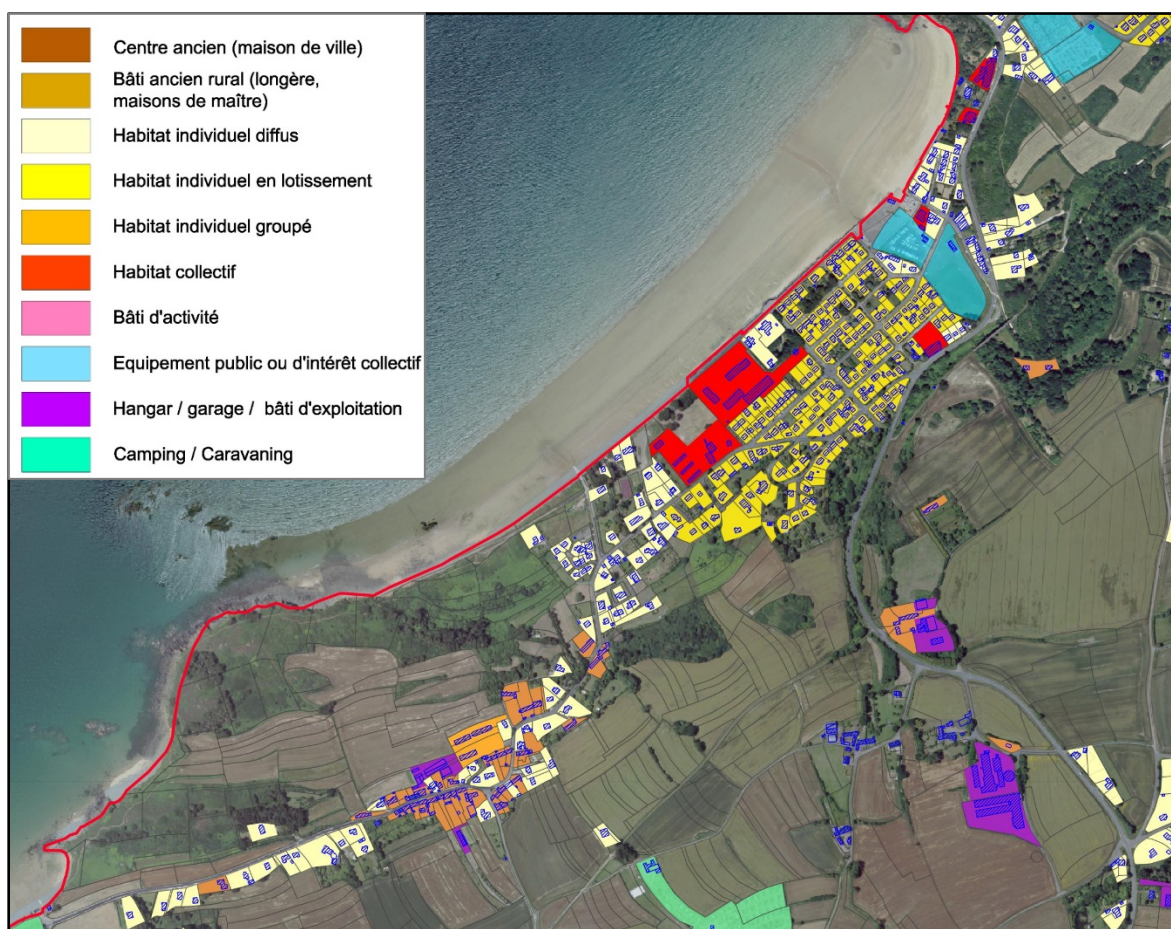 Centre ancien (maison de ville)
Bâti ancien rural (longère,
maisons de maître)
Habitat individuel diffus
Habitat individuel en lotissement
Habitat individuel groupé
Habitat collectif
Bâti d'activité
Equipement public ou d'intérêt collectif
Hangar / garage / bâti d'exploitation
Camping / Caravaning